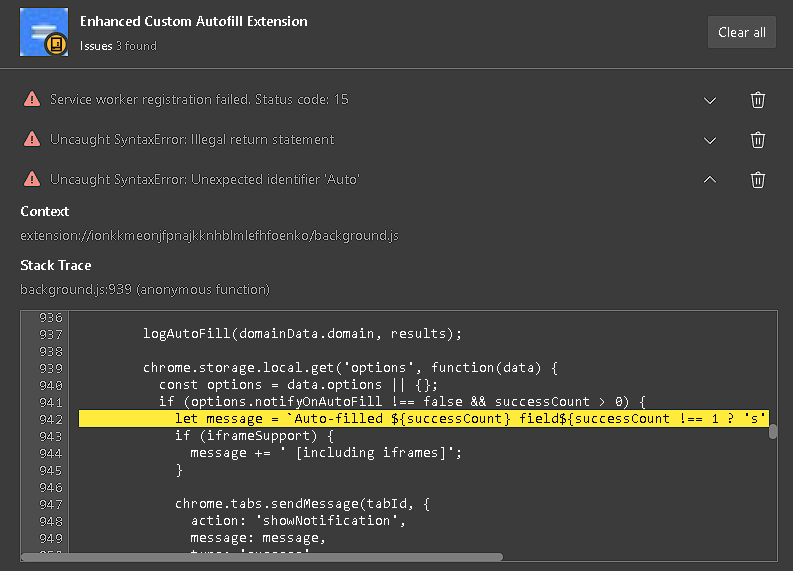 Enhanced Custom Autofill Extension
Issues 3 found
Clear all
Service worker registration failed. Status code: 15
Uncaught SyntaxError: Illegal return statement
Uncaught SyntaxError: Unexpected identifier 'Auto'
Context
extension://ionkkmeonjfpnajkknhblmlefhfoenko/background.js
Stack Trace
background.js:939 (anonymous function)
936
937 logAutoFill(domainData.domain, results);
938
939 chrome.storage.local.get('options', function(data) {
940 const options = data.options || {};
941 if (options.notifyOnAutoFill !== false && successCount > 0) {
942 let message = `Auto-filled ${successCount} field${successCount !== 1 ? 's'
943 if (iframeSupport) {
944 message += ' [including iframes]';
945 }
946
947 chrome.tabs.sendMessage(tabId, {
948 action: 'showNotification',
949 message: message,